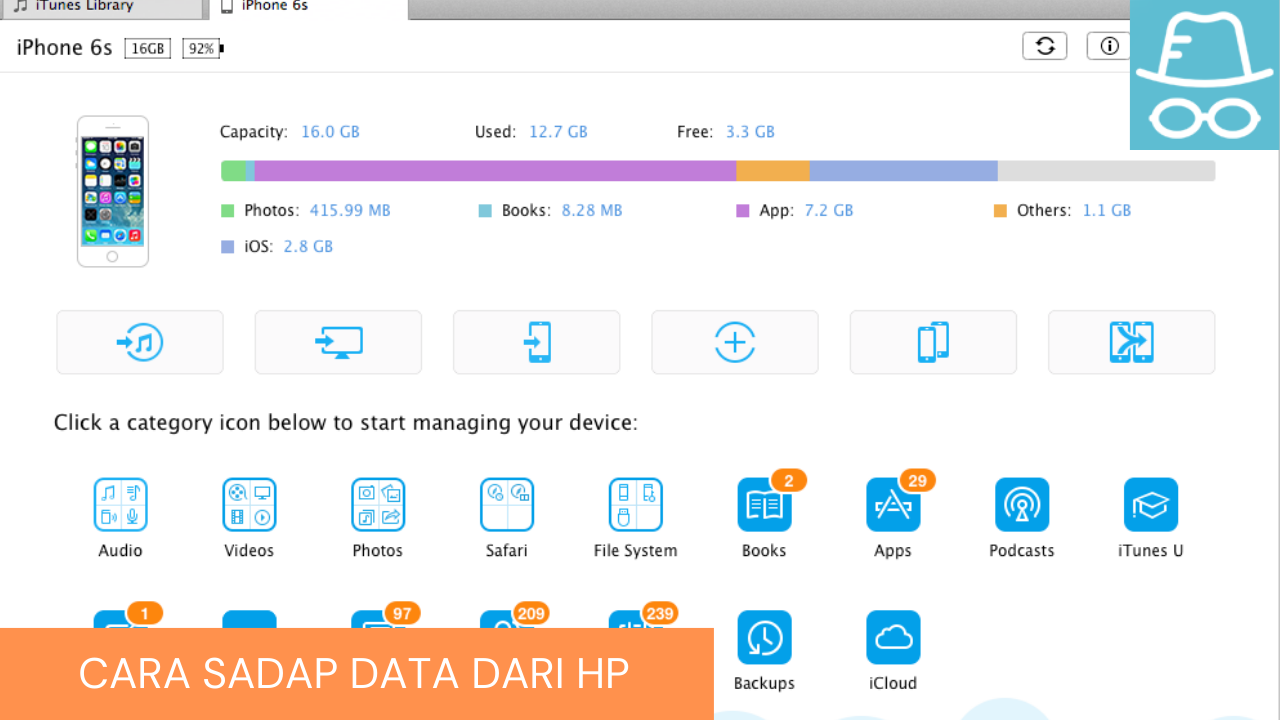 iTunes Library
iPhone 6s
iPhone 6s 16GB 92%
Capacity: 16.0 GB Used: 12.7 GB Free: 3.3 GB
Photos: 415.99 MB Books: 8.28 MB App: 7.2 GB Others: 1.1 GB
iOS: 2.8 GB
Click a category icon below to start managing your device:
2 29
Audio Videos Photos Safari File System Books Apps Podcasts iTunes U
1 97 209 239
CARA SADAP DATA DARI HP
Backups iCloud